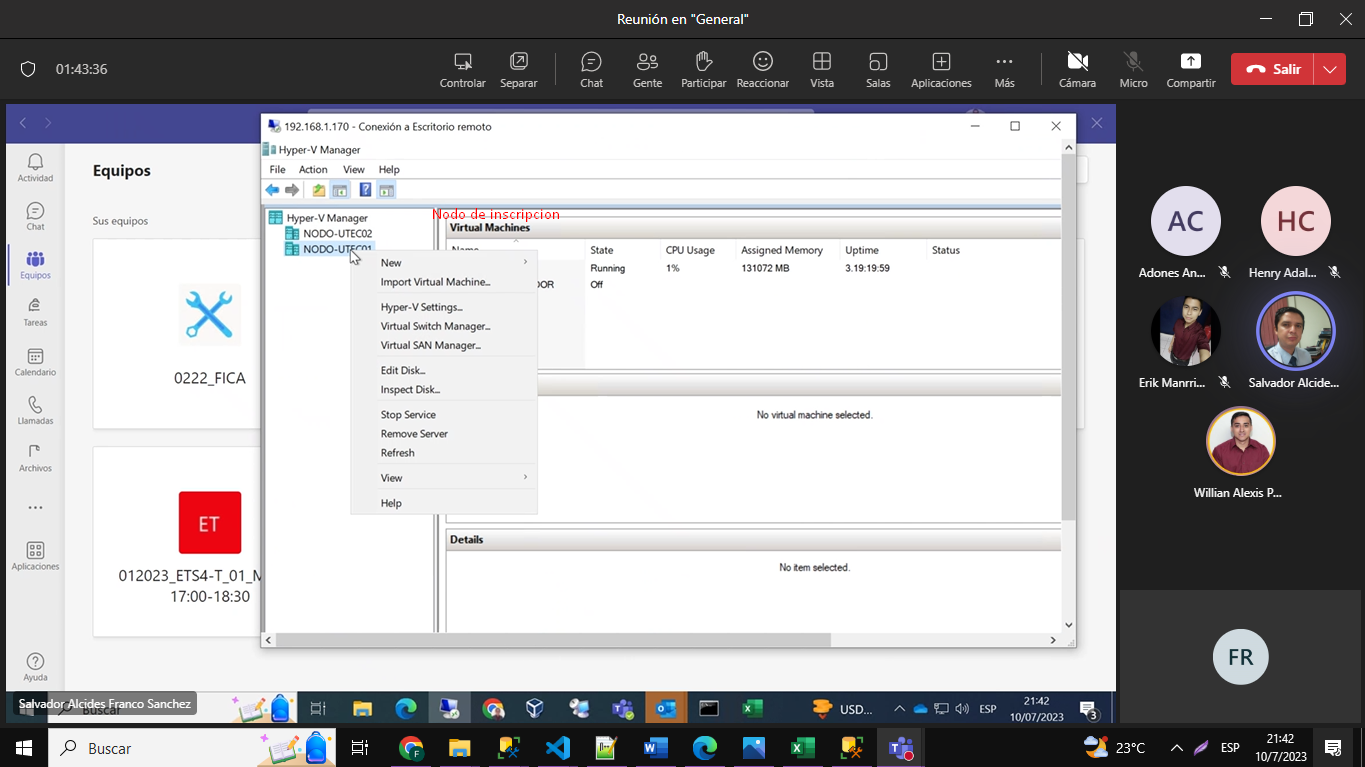 Reunión en "General"
01:43:36
Controlar
Separar
Chat
Gente
Participar
Reaccionar
Vista
Salas
Aplicaciones
Más
Cámara
Micro
Compartir
Salir
Actividad
Chat
Equipos
Tareas
Calendario
Llamadas
Archivos
Aplicaciones
Ayuda
Equipos
Sus equipos
0222_FICA
ET
012023_ETS4-T_01_M
17:00-18:30
192.168.1.170 - Conexión a Escritorio remoto
Hyper-V Manager
File Action View Help
Hyper-V Manager
NODO-UTEC02
NODO-UTEC01
Nodo de inscripcion
Virtual Machines
Name State CPU Usage Assigned Memory Uptime Status
Running 1% 131072 MB 3.19:19:59
DOR Off
New
Import Virtual Machine...
Hyper-V Settings...
Virtual Switch Manager...
Virtual SAN Manager...
Edit Disk...
Inspect Disk...
Stop Service
Remove Server
Refresh
View
Help
No virtual machine selected.
Details
No item selected.
AC
Adones An...
HC
Henry Adal...
Erik Manrri...
Salvador Alcide...
Willian Alexis P...
FR
Salvador Alcides Franco Sanchez
Buscar
USD...
ESP
21:42
10/07/2023
3
Buscar
23°C
ESP
21:42
10/7/2023